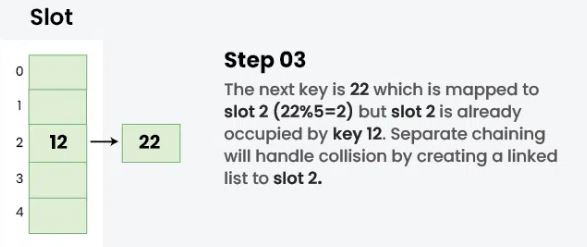 Slot
0
1
2 12 22
3
4
Step 03
The next key is 22 which is mapped to
slot 2 (22%5=2) but slot 2 is already
occupied by key 12. Separate chaining
will handle collision by creating a linked
list to slot 2.